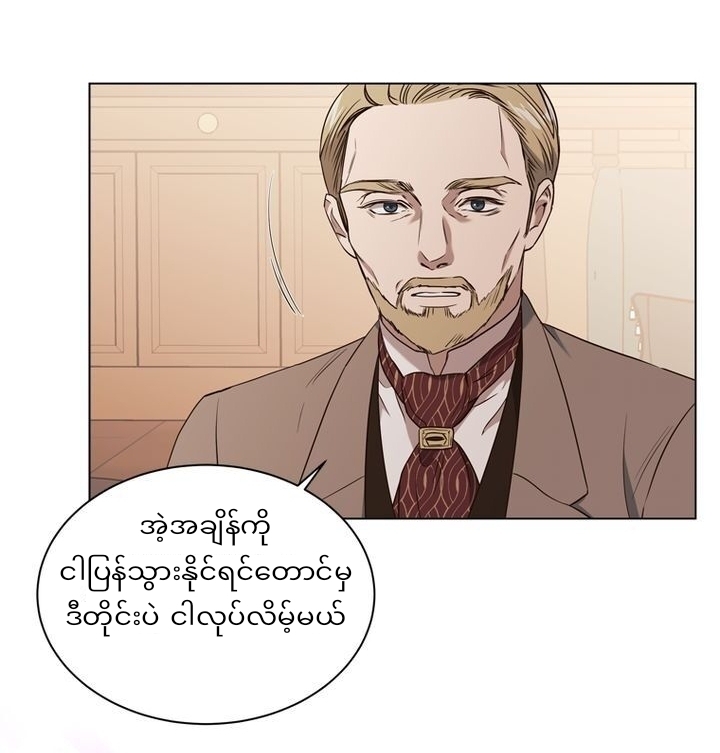 အဲ့အချိန်ကို
ငါပြန်သွားနိုင်ရင်တောင်မှ
ဒီတိုင်းပဲ ငါလုပ်လိမ့်မယ်